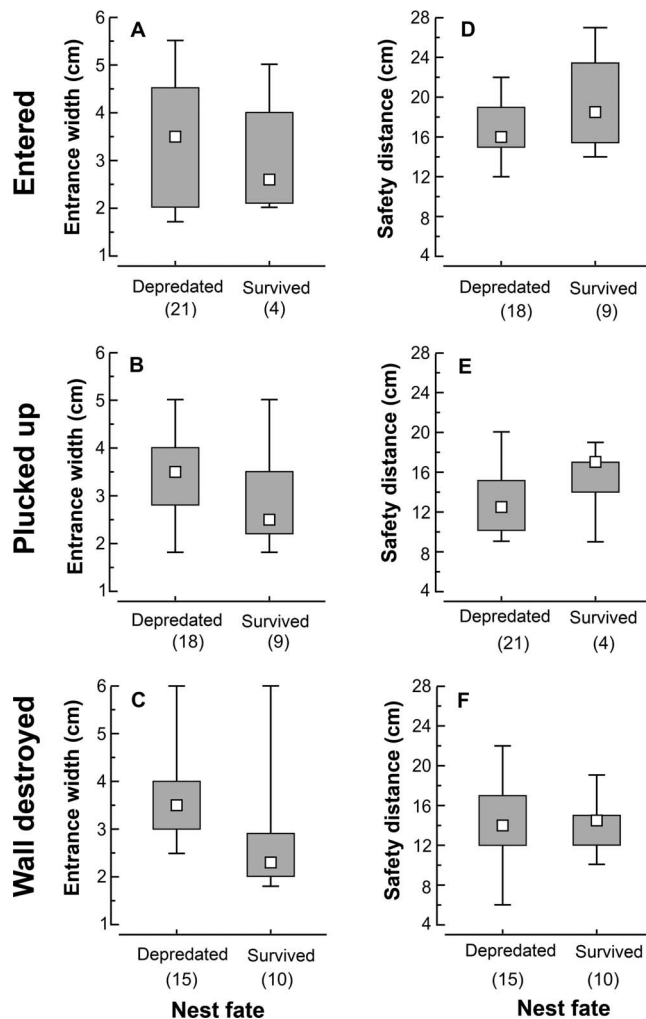 Entered
A
Entrance width (cm)
6
5
4
3
2
1
Depredated
Survived
(21)
(4)
D
Safety distance (cm)
28
24
20
16
12
8
4
Depredated
Survived
(18)
(9)
Plucked up
B
Entrance width (cm)
6
5
4
3
2
1
Depredated
Survived
(18)
(9)
E
Safety distance (cm)
28
24
20
16
12
8
4
Depredated
Survived
(21)
(4)
Wall destroyed
C
Entrance width (cm)
6
5
4
3
2
1
Depredated
Survived
(15)
(10)
Nest fate
F
Safety distance (cm)
28
24
20
16
12
8
4
Depredated
Survived
(15)
(10)
Nest fate